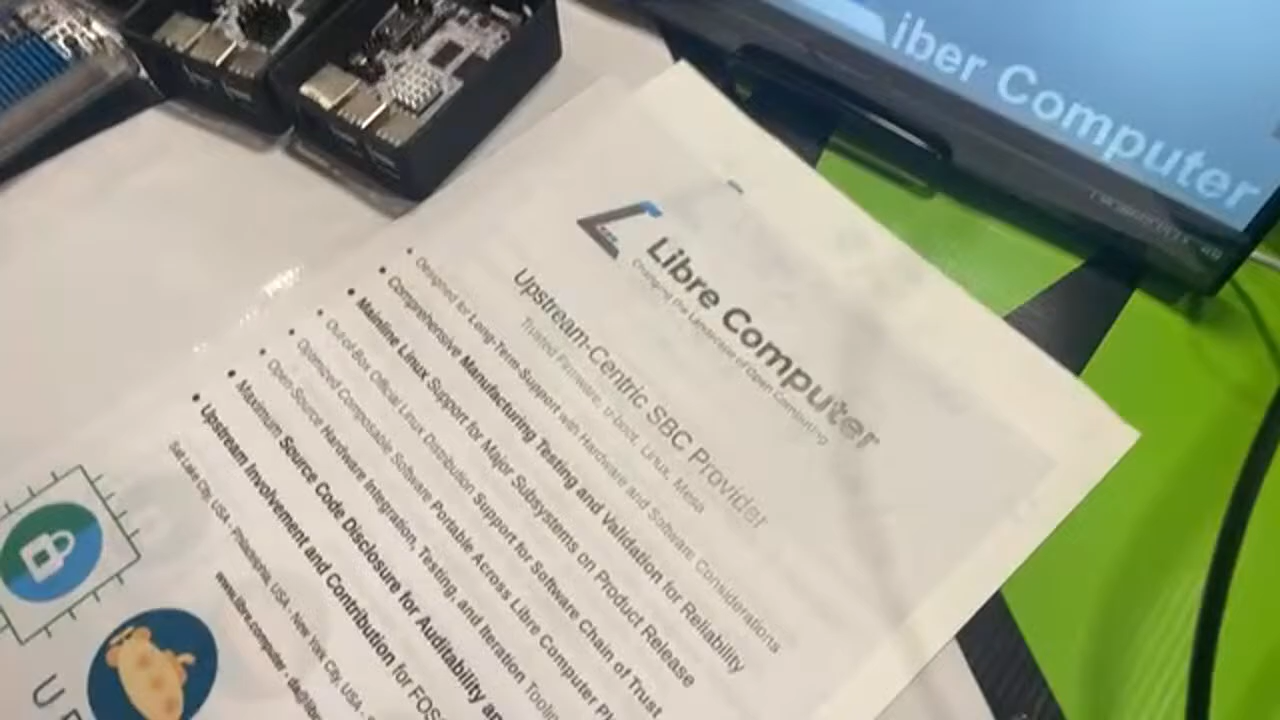 iber Computer
Libre Computer
Changing the Landscape of Open Computing
Upstream-Centric SBC Provider
Trusted Firmware, u-boot, Linux, Mesa
• Designed for Long-Term-Support with Hardware and Software Considerations
• Comprehensive Manufacturing Testing and Validation for Reliability
• Mainline Linux Support for Major Subsystems on Product Release
• Out-of-Box Official Linux Distribution Support for Software Chain of Trust
• Optimized Composable Software Portable Across Libre Computer
• Open-Source Hardware Integration, Testing, and Iteration
• Maximum Source Code Disclosure for Auditability
• Upstream Involvement and Contribution for
Salt Lake City, USA - Philadelphia, USA - New York City, USA -
www.libre.computer -
U